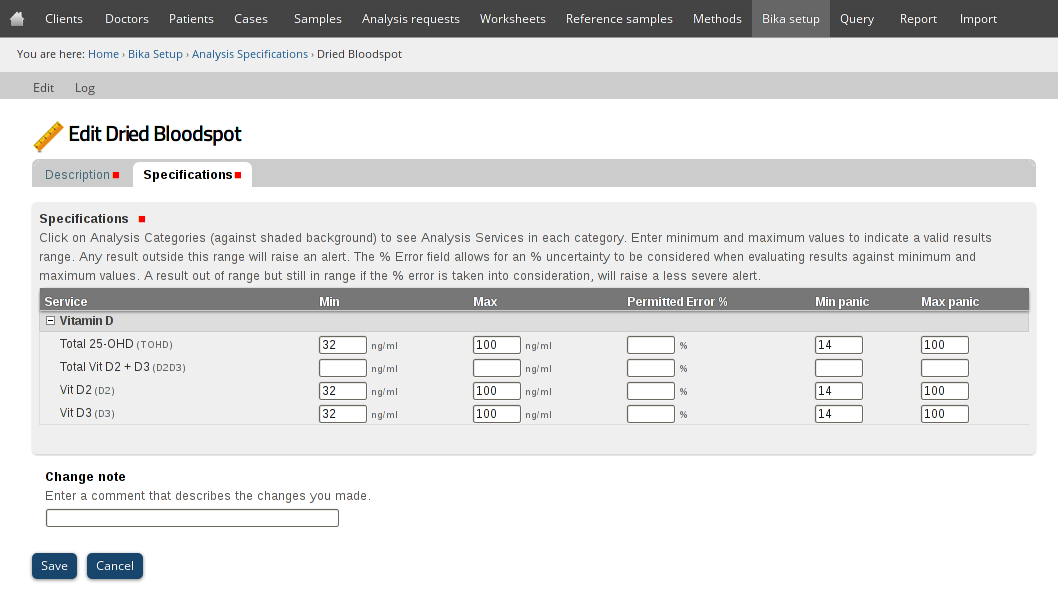 Clients Doctors Patients Cases Samples Analysis requests Worksheets Reference samples Methods Bika setup Query Report Import
You are here: Home › Bika Setup › Analysis Specifications › Dried Bloodspot
Edit Log
Edit Dried Bloodspot
Description Specifications
Specifications
Click on Analysis Categories (against shaded background) to see Analysis Services in each category. Enter minimum and maximum values to indicate a valid results
range. Any result outside this range will raise an alert. The % Error field allows for an % uncertainty to be considered when evaluating results against minimum and
maximum values. A result out of range but still in range if the % error is taken into consideration, will raise a less severe alert.
Service Min Max Permitted Error % Min panic Max panic
Vitamin D
Total 25-OHD (TOHD) 32 ng/ml 100 ng/ml % 14 100
Total Vit D2 + D3 (D2D3) ng/ml ng/ml %
Vit D2 (D2) 32 ng/ml 100 ng/ml % 14 100
Vit D3 (D3) 32 ng/ml 100 ng/ml % 14 100
Change note
Enter a comment that describes the changes you made.
Save Cancel